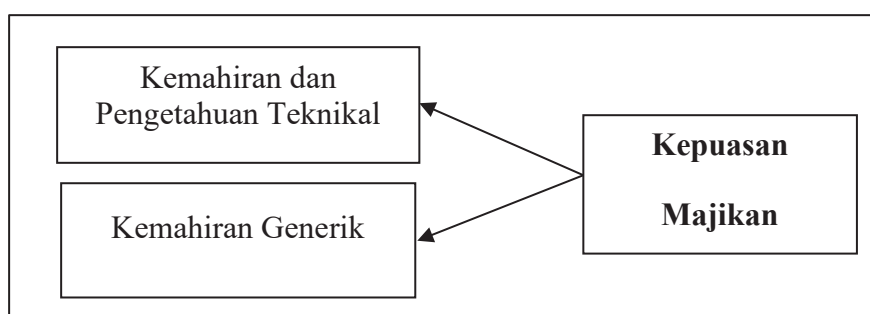 Kemahiran dan
Pengetahuan Teknikal
Kemahiran Generik
Kepuasan
Majikan